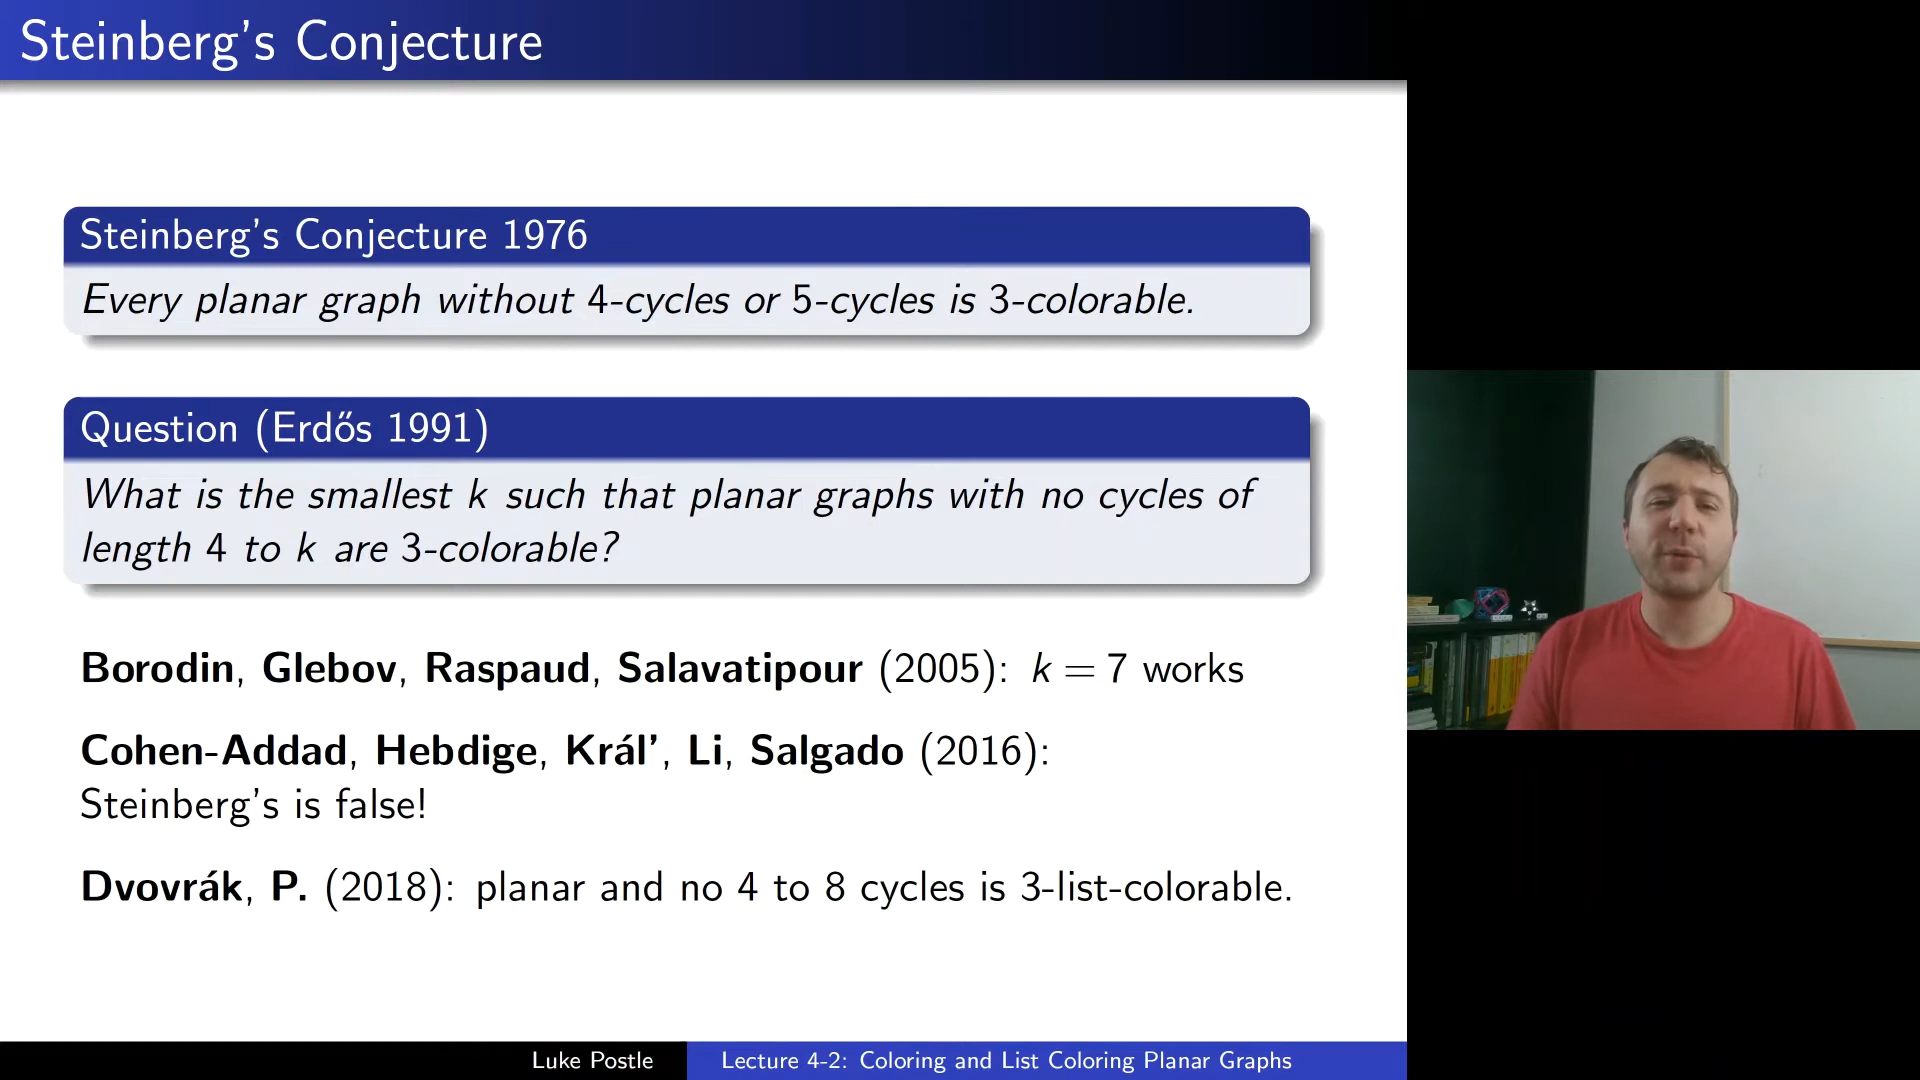 Steinberg's Conjecture
Steinberg's Conjecture 1976
Every planar graph without 4-cycles or 5-cycles is 3-colorable.
Question (Erdős 1991)
What is the smallest k such that planar graphs with no cycles of
length 4 to k are 3-colorable?
Borodin, Glebov, Raspaud, Salavatipour (2005): k = 7 works
Cohen-Addad, Hebdige, Král', Li, Salgado (2016):
Steinberg's is false!
Dvovrák, P. (2018): planar and no 4 to 8 cycles is 3-list-colorable.
Luke Postle
Lecture 4-2: Coloring and List Coloring Planar Graphs